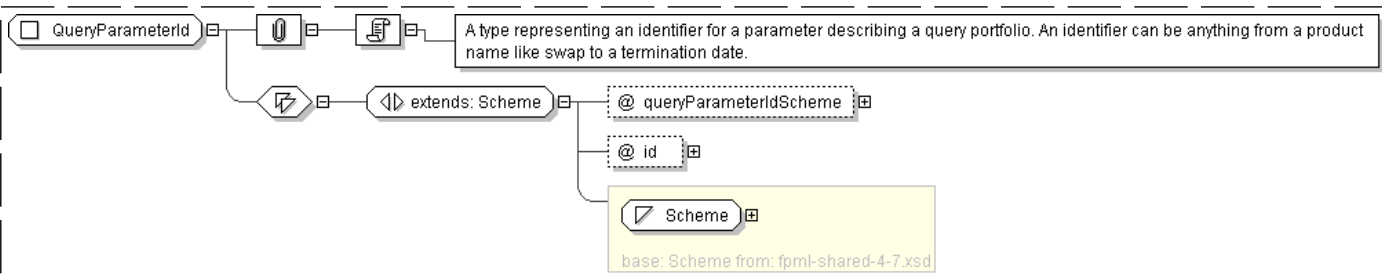 QueryParameterId
A type representing an identifier for a parameter describing a query portfolio. An identifier can be anything from a product
name like swap to a termination date.
extends: Scheme
@ queryParameterIdScheme
@ id
Scheme
base: Scheme from: fpml-shared-4-7.xsd